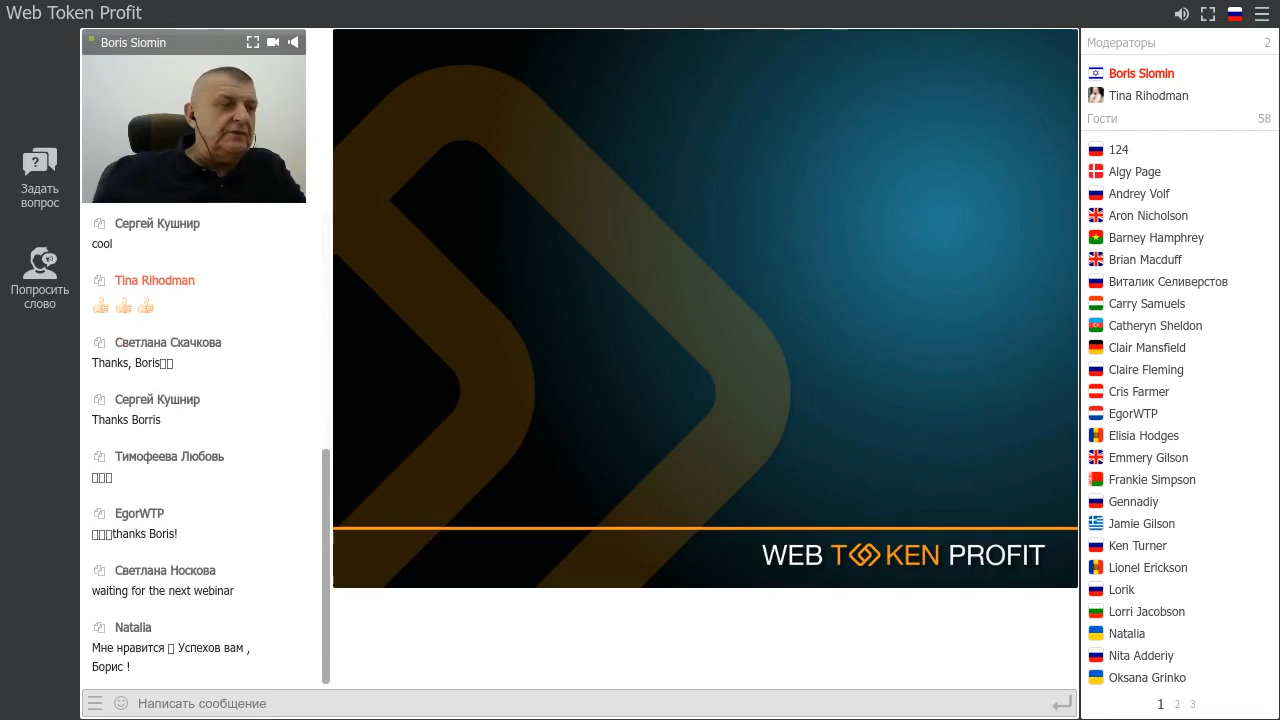 Web Token Profit
Boris Slomin
Задать
вопрос
Попросить
слово
Сергей Кушнир
cool
Tina Rihodman
Светлана Скачкова
Thanks, Boris
Сергей Кушнир
Thanks Borris
Тимофеева Любовь
EgorWTP
thanks Boris!
Светлана Носкова
waiting for the next webinar
Natalia
Мне нравится Успехов вам ,
Борис !
Написать сообщение
WEB TOKEN PROFIT
Модераторы 2
Boris Slomin
Tina Rihodman
Гости 58
124
Algy Page
Andrey Volf
Aron Nicholson
Barney Hamphrey
Brian Macduff
Виталик Селиверстов
Carry Samuels
Catheryn Sheldon
Clair Mansfield
Claire Fleming
Cris Farmer
EgorWTP
Elisia Hodges
Emmery Gilson
Frankie Simpson
Gennadiy
Jamie Gilson
Ken Turner
Lionel Erickson
Lorik
Lorri Jacobson
Natalia
Nita Adderiy
Oksana Grinko
1 2 3